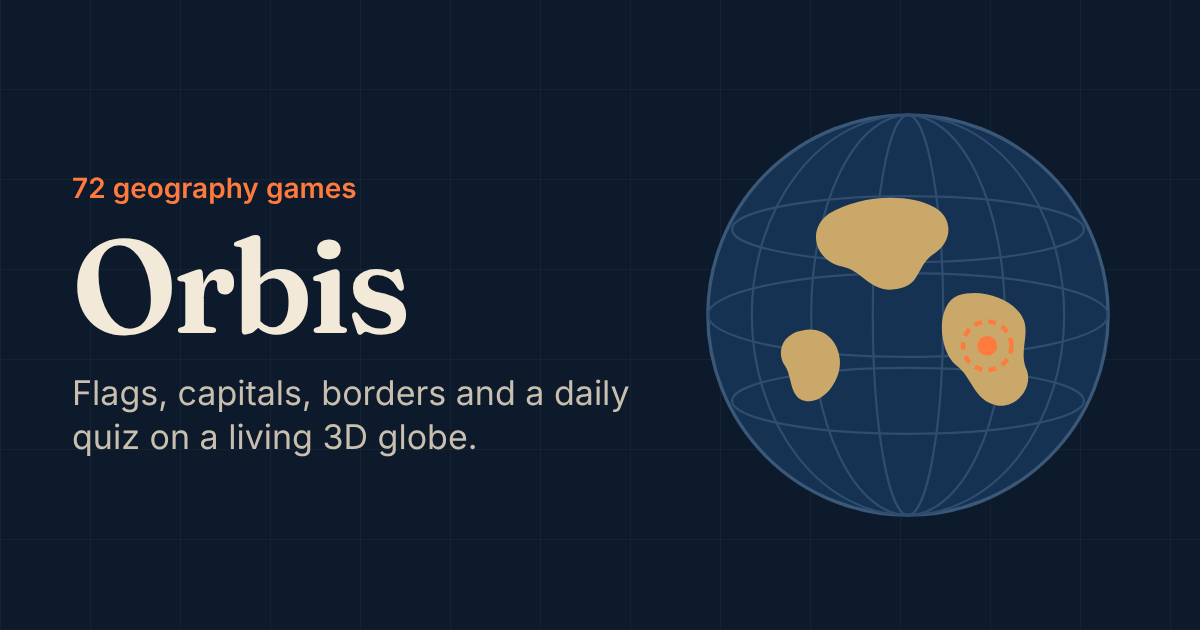 72 geography games
Orbis
Flags, capitals, borders and a daily
quiz on a living 3D globe.